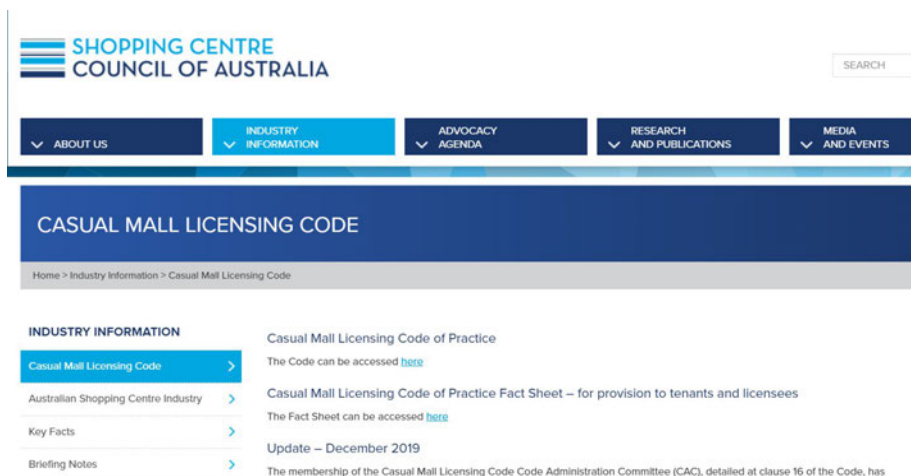 SHOPPING CENTRE
COUNCIL OF AUSTRALIA
SEARCH
ABOUT US
INDUSTRY
INFORMATION
ADVOCACY
AGENDA
RESEARCH
AND PUBLICATIONS
MEDIA
AND EVENTS
CASUAL MALL LICENSING CODE
Home > Industry Information > Casual Mall Licensing Code
INDUSTRY INFORMATION
Casual Mall Licensing Code
Australian Shopping Centre Industry
Key Facts
Briefing Notes
Casual Mall Licensing Code of Practice
The Code can be accessed here
Casual Mall Licensing Code of Practice Fact Sheet – for provision to tenants and licensees
The Fact Sheet can be accessed here
Update – December 2019
The membership of the Casual Mall Licensing Code Code Administration Committee (CAC), detailed at clause 16 of the Code, has